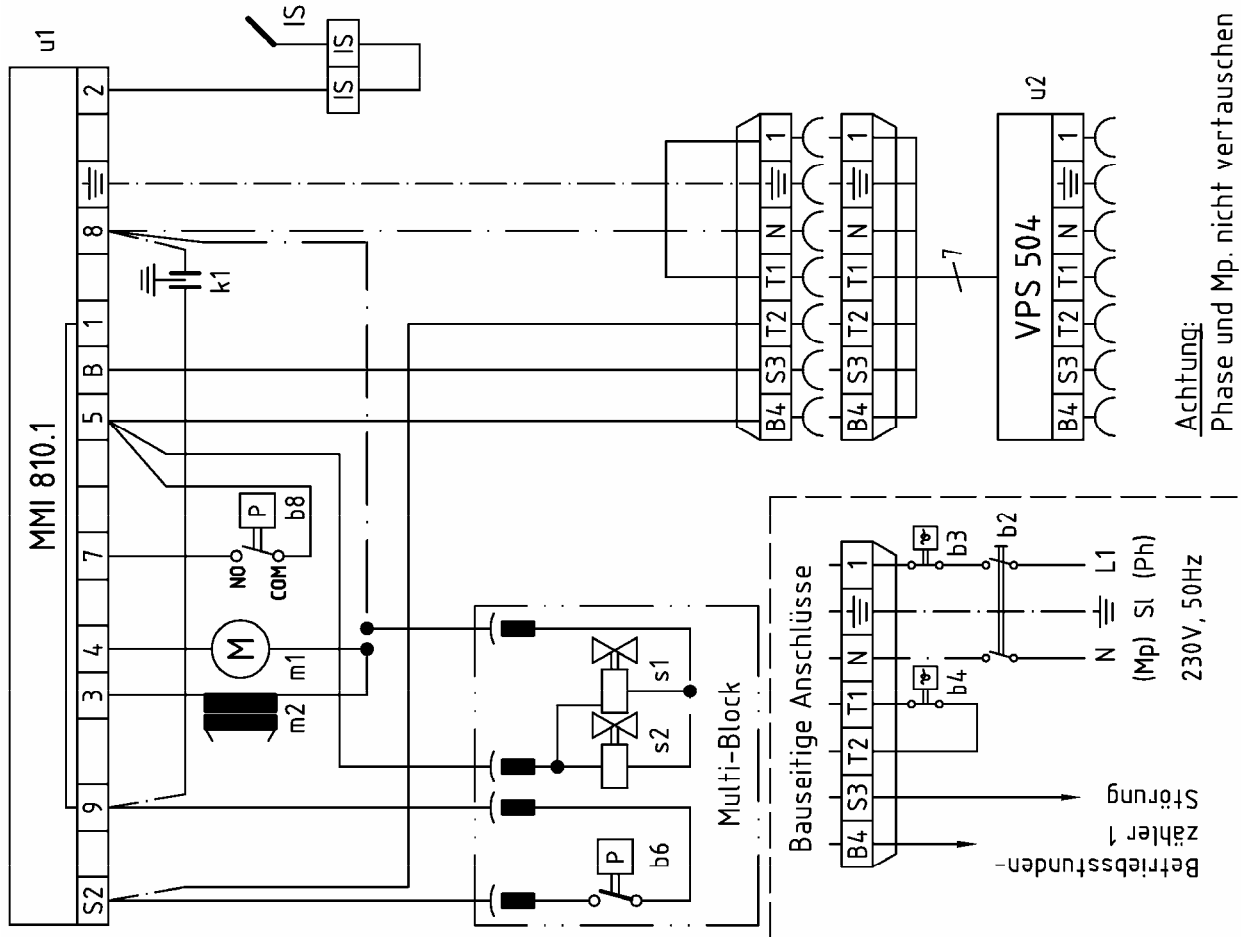 MMI 810.1
u1
S2 9 3 4 7 5 B 1 8 2
k1
IS
IS IS
NO
COM
P
b8
M
m1
m2
B4 S3 T2 T1 N 1
B4 S3 T2 T1 N 1
7
u2
VPS 504
B4 S3 T2 T1 N 1
P
b6
s2
s1
Multi-Block
Bauseitige Anschlüsse
B4 S3 T2 T1 N 1
b4
b3
b2
N
L1
(Mp) Sl (Ph)
230V, 50Hz
Betriebsstunden-
zähler 1
Störung
Achtung:
Phase und Mp. nicht vertauschen